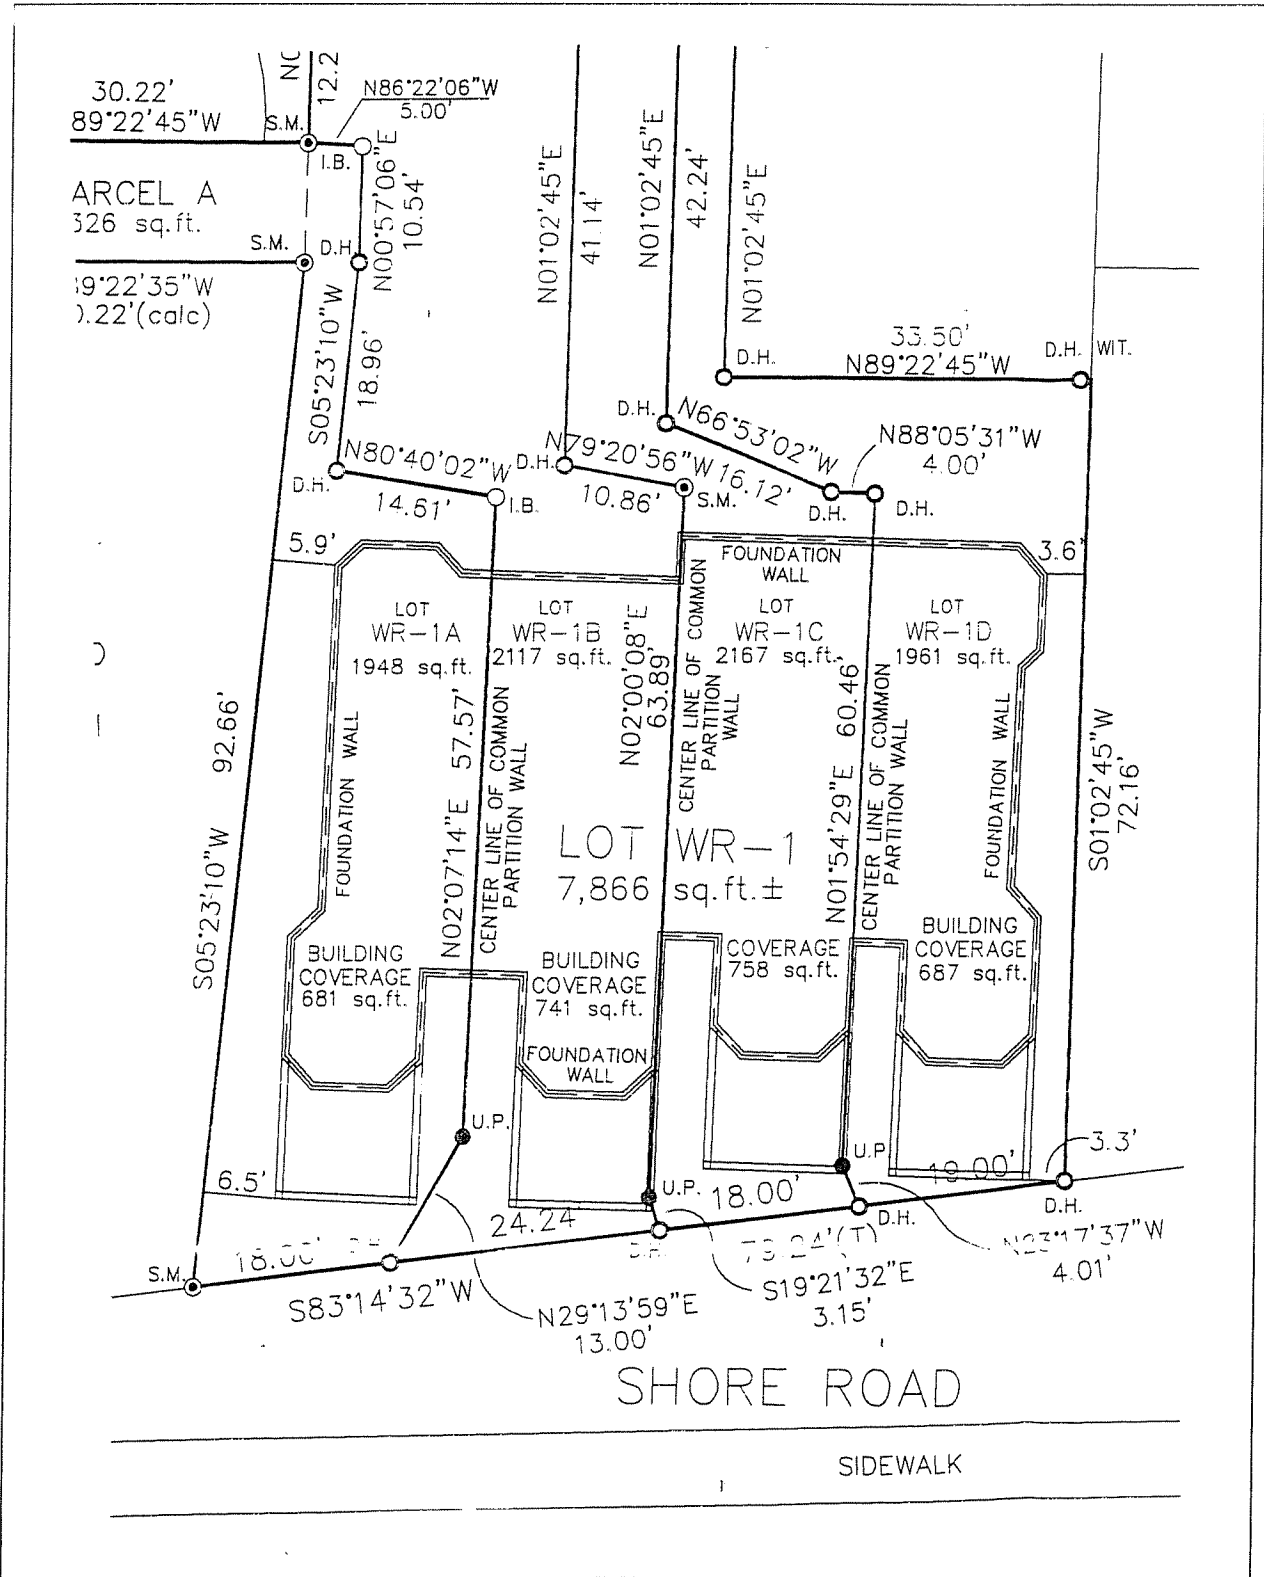 30.22'
89°22'45"W
12.2
N86°22'06"W
5.00'
S.M.
I.B.
N00°57'06"E
10.54'
ARCEL A
326 sq.ft.
S.M.
D.H.
9°22'35"W
.22'(calc)
S05°23'10"W
18.96'
N01°02'45"E
41.14'
N01°02'45"E
42.24'
N01°02'45"E
33.50'
N89°22'45"W
D.H.
D.H.
WIT.
D.H.
N66°53'02"W
16.12'
N88°05'31"W
4.00'
D.H.
D.H.
N80°40'02"W
14.61'
D.H.
I.B.
D.H.
N79°20'56"W
10.86'
S.M.
5.9'
3.6'
FOUNDATION
WALL
LOT
WR-1A
1948 sq.ft.
LOT
WR-1B
2117 sq.ft.
LOT
WR-1C
2167 sq.ft.
LOT
WR-1D
1961 sq.ft.
S05°23'10"W 92.66'
FOUNDATION WALL
N02°07'14"E 57.57'
CENTER LINE OF COMMON
PARTITION WALL
N02°00'08"E
63.89'
CENTER LINE OF COMMON
PARTITION
WALL
N01°54'29"E 60.46'
CENTER LINE OF COMMON
PARTITION WALL
FOUNDATION WALL
S01°02'45"W
72.16'
LOT WR-1
7,866 sq.ft.±
BUILDING
COVERAGE
681 sq.ft.
BUILDING
COVERAGE
741 sq.ft.
COVERAGE
758 sq.ft.
BUILDING
COVERAGE
687 sq.ft.
FOUNDATION
WALL
U.P.
U.P.
U.P
6.5'
3.3'
18.00'
24.24
18.00'
19.00'
S.M.
D.H.
D.H.
D.H.
S83°14'32"W
79.24'(T)
N29°13'59"E
13.00'
S19°21'32"E
3.15'
N23°17'37"W
4.01'
SHORE ROAD
SIDEWALK